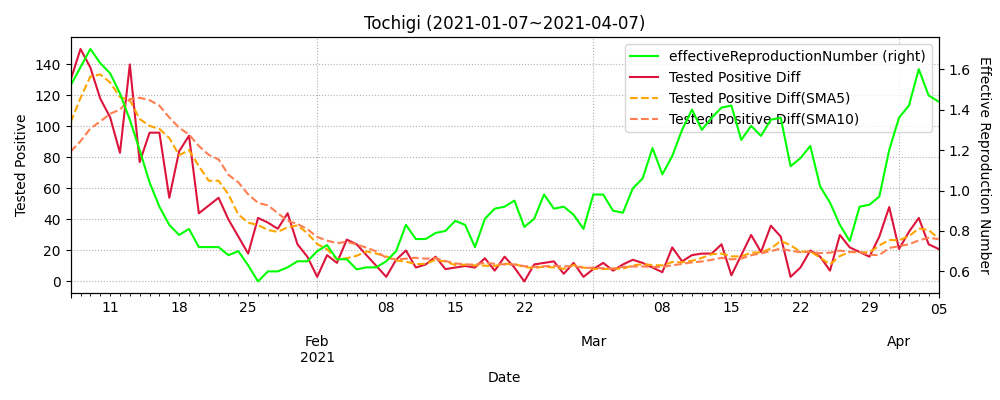 Tochigi (2021-01-07~2021-04-07)
effectiveReproductionNumber (right)
Tested Positive Diff
Tested Positive Diff(SMA5)
Tested Positive Diff(SMA10)
Tested Positive
140
120
100
80
60
40
20
0
1.6
1.4
1.2
1.0
0.8
0.6
Effective Reproduction Number
11 18 25 08 15 22 08 15 22 29 05
Feb Mar Apr
2021
Date